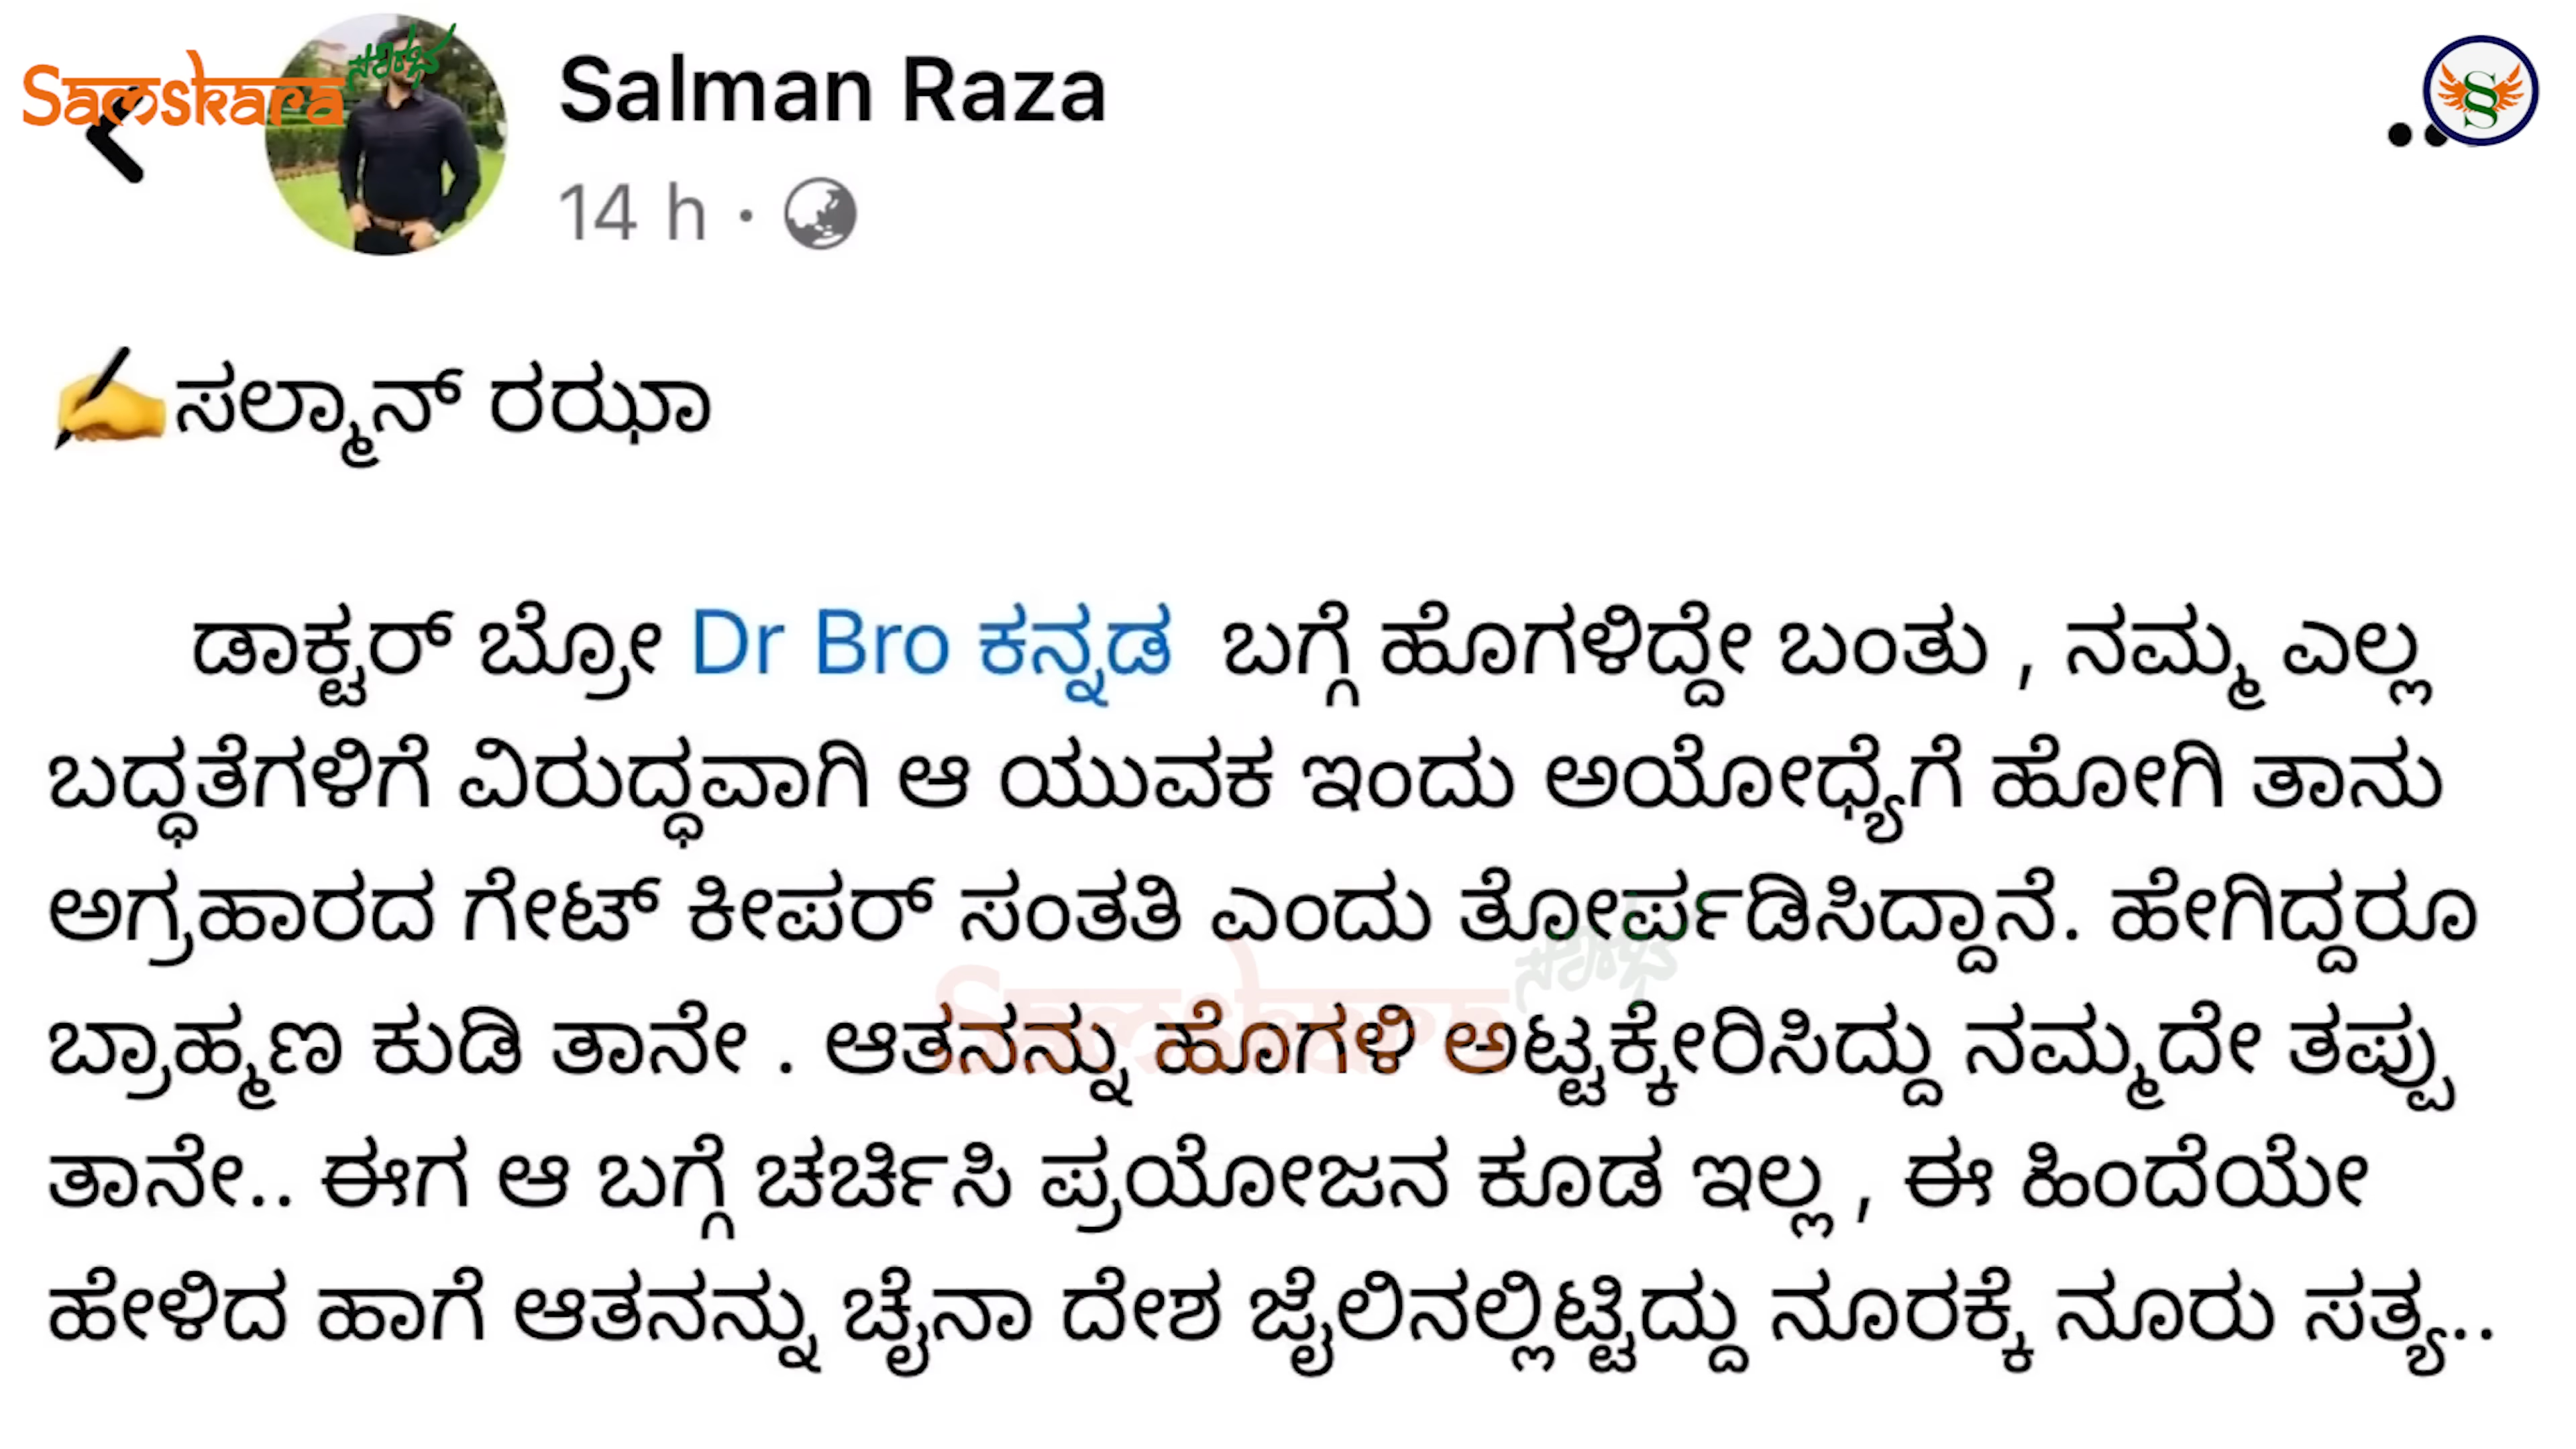 Samskara ಸೌರಭ
Salman Raza
14 h ·
✍ಸಲ್ಮಾನ್ ರಝಾ
ಡಾಕ್ಟರ್ ಬ್ರೋ Dr Bro ಕನ್ನಡ ಬಗ್ಗೆ ಹೊಗಳಿದ್ದೇ ಬಂತು , ನಮ್ಮ ಎಲ್ಲ
ಬದ್ಧತೆಗಳಿಗೆ ವಿರುದ್ಧವಾಗಿ ಆ ಯುವಕ ಇಂದು ಅಯೋಧ್ಯೆಗೆ ಹೋಗಿ ತಾನು
ಅಗ್ರಹಾರದ ಗೇಟ್ ಕೀಪರ್ ಸಂತತಿ ಎಂದು ತೋರ್ಪಡಿಸಿದ್ದಾನೆ. ಹೇಗಿದ್ದರೂ
ಬ್ರಾಹ್ಮಣ ಕುಡಿ ತಾನೇ . ಆತನನ್ನು ಹೊಗಳಿ ಅಟ್ಟಕ್ಕೇರಿಸಿದ್ದು ನಮ್ಮದೇ ತಪ್ಪು
ತಾನೇ.. ಈಗ ಆ ಬಗ್ಗೆ ಚರ್ಚಿಸಿ ಪ್ರಯೋಜನ ಕೂಡ ಇಲ್ಲ , ಈ ಹಿಂದೆಯೇ
ಹೇಳಿದ ಹಾಗೆ ಆತನನ್ನು ಚೈನಾ ದೇಶ ಜೈಲಿನಲ್ಲಿಟ್ಟಿದ್ದು ನೂರಕ್ಕೆ ನೂರು ಸತ್ಯ..